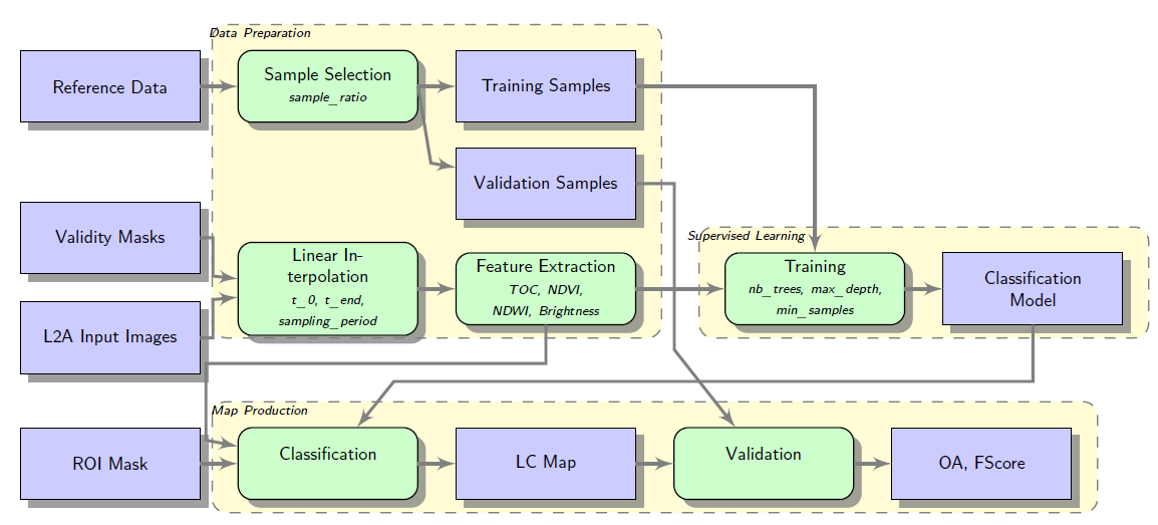 Data Preparation
Reference Data
Sample Selection
sample_ratio
Training Samples
Validation Samples
Validity Masks
L2A Input Images
Linear In-
terpolation
t_0, t_end,
sampling_period
Feature Extraction
TOC, NDVI,
NDWI, Brightness
Supervised Learning
Training
nb_trees, max_depth,
min_samples
Classification
Model
Map Production
ROI Mask
Classification
LC Map
Validation
OA, FScore